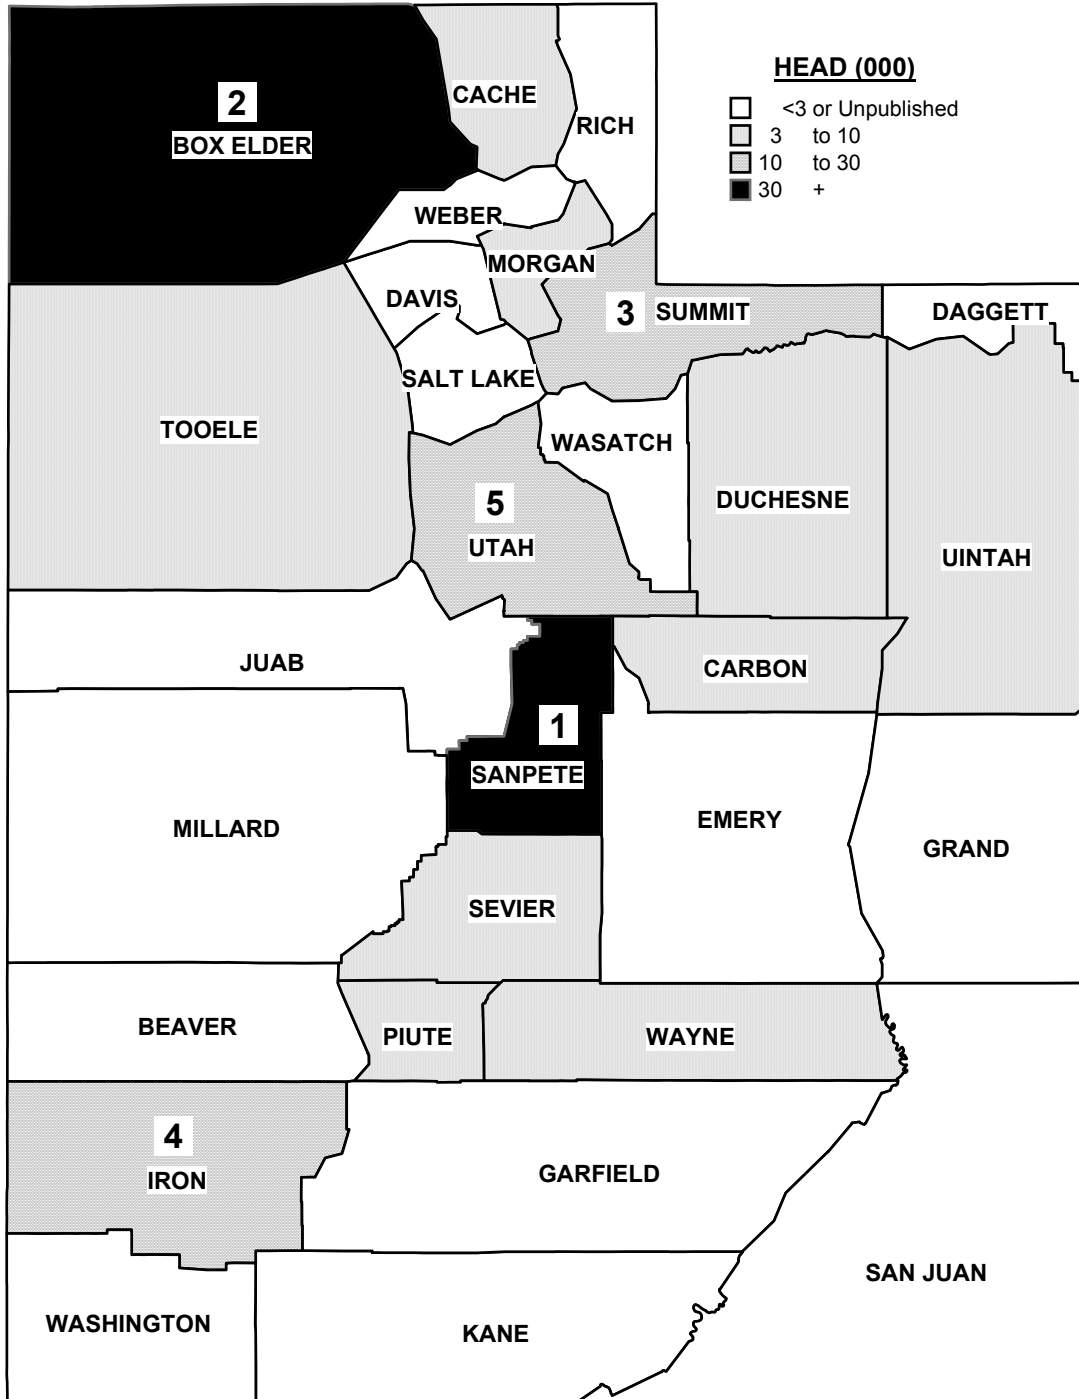 HEAD (000)
<3 or Unpublished
3 to 10
10 to 30
30 +
2
BOX ELDER
CACHE
RICH
WEBER
MORGAN
DAVIS
3 SUMMIT
DAGGETT
SALT LAKE
TOOELE
WASATCH
5
UTAH
DUCHESNE
UINTAH
JUAB
CARBON
1
SANPETE
MILLARD
EMERY
GRAND
SEVIER
BEAVER
PIUTE
WAYNE
4
IRON
GARFIELD
SAN JUAN
WASHINGTON
KANE